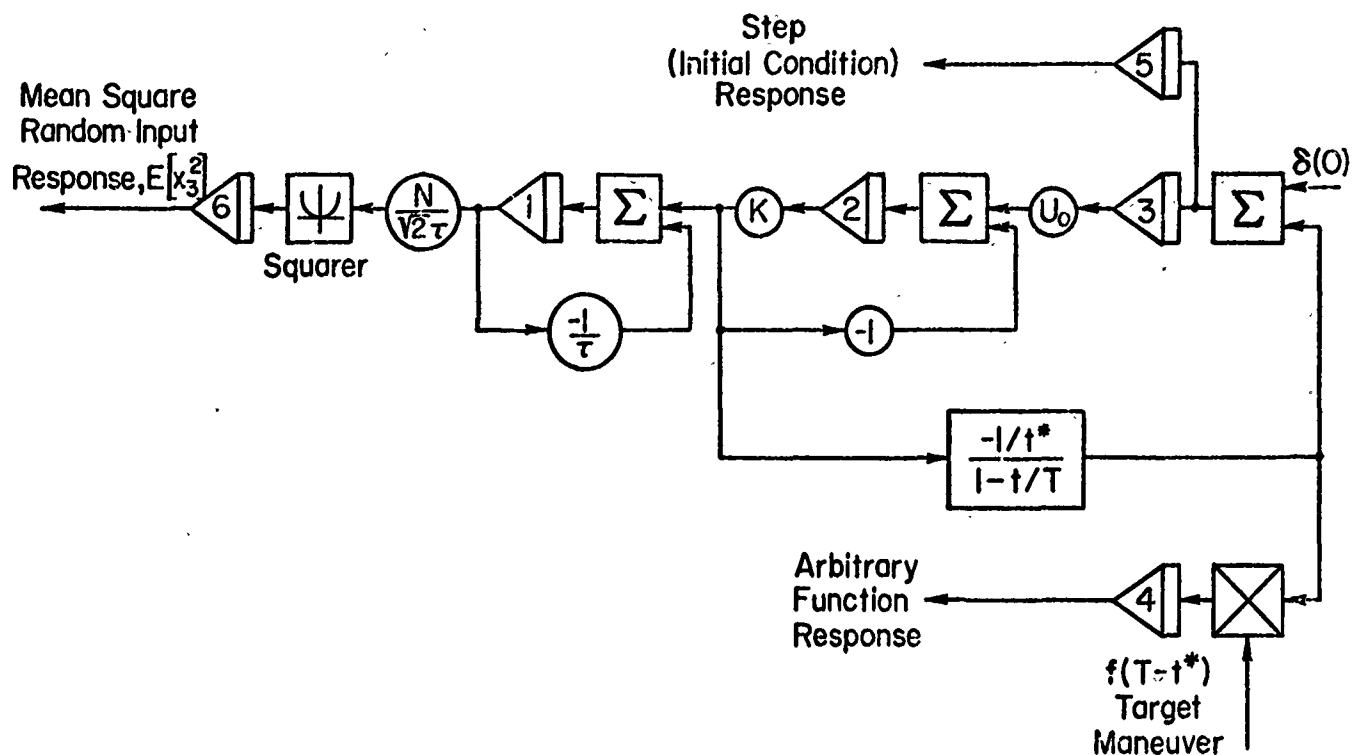 Step
(Initial Condition)
Response
5
Mean Square
Random Input
Response, E[x₃²]
δ(0)
6
Ψ
N/√2τ
1
Σ
K
2
Σ
U₀
3
Σ
Squarer
-1/τ
-1
-1/t*
1-t/T
Arbitrary
Function
Response
4
f(T-t*)
Target
Maneuver